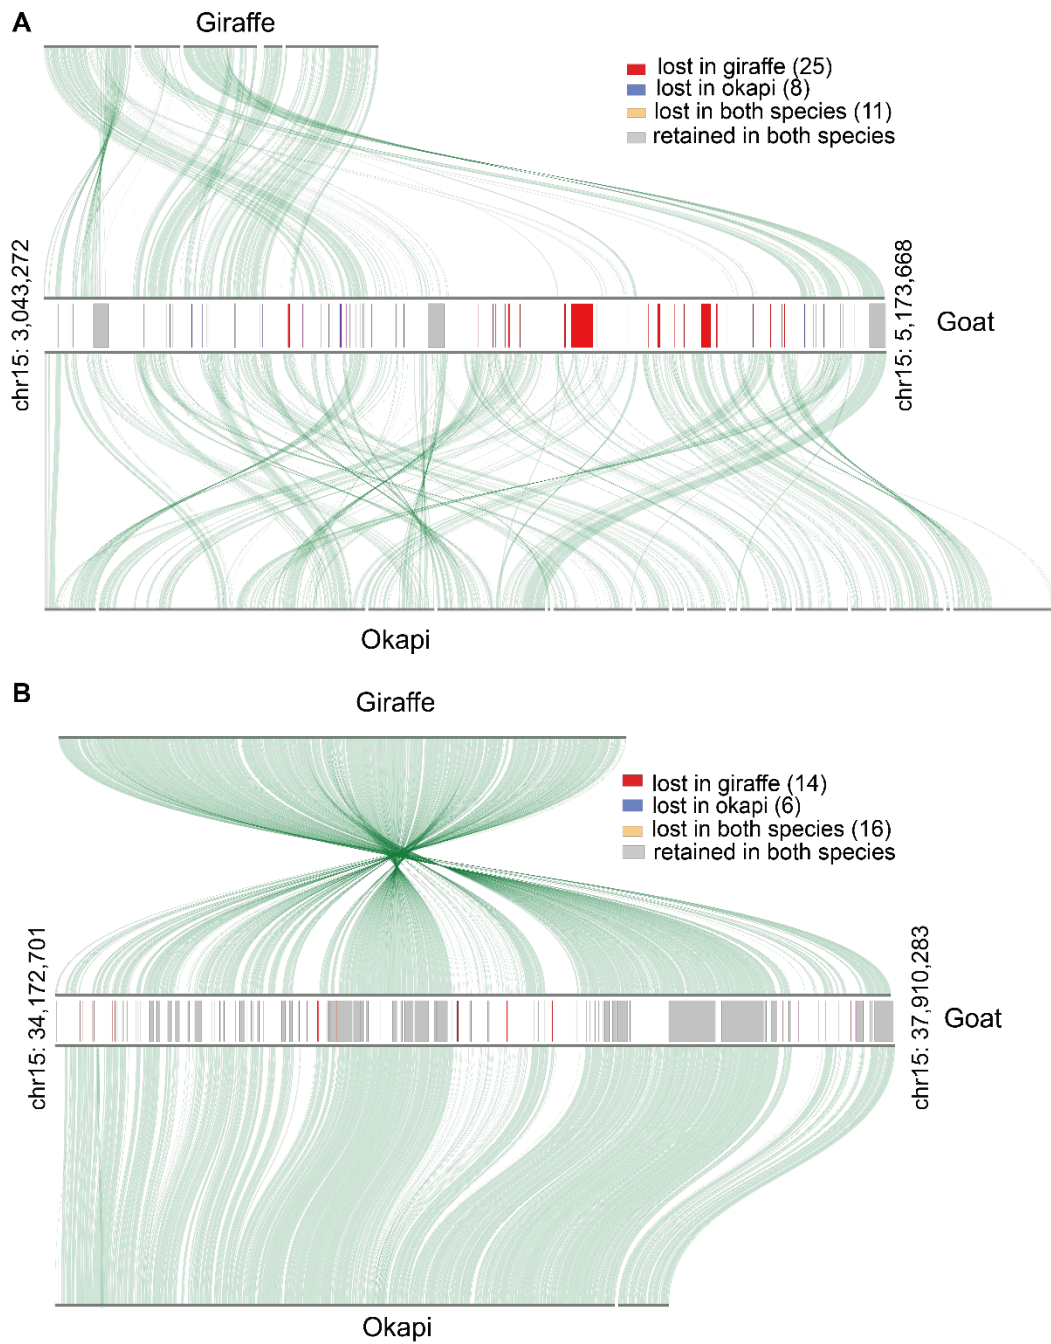 A
Giraffe
lost in giraffe (25)
lost in okapi (8)
lost in both species (11)
retained in both species
chr15: 3,043,272
chr15: 5,173,668
Goat
Okapi
B
Giraffe
lost in giraffe (14)
lost in okapi (6)
lost in both species (16)
retained in both species
chr15: 34,172,701
chr15: 37,910,283
Goat
Okapi